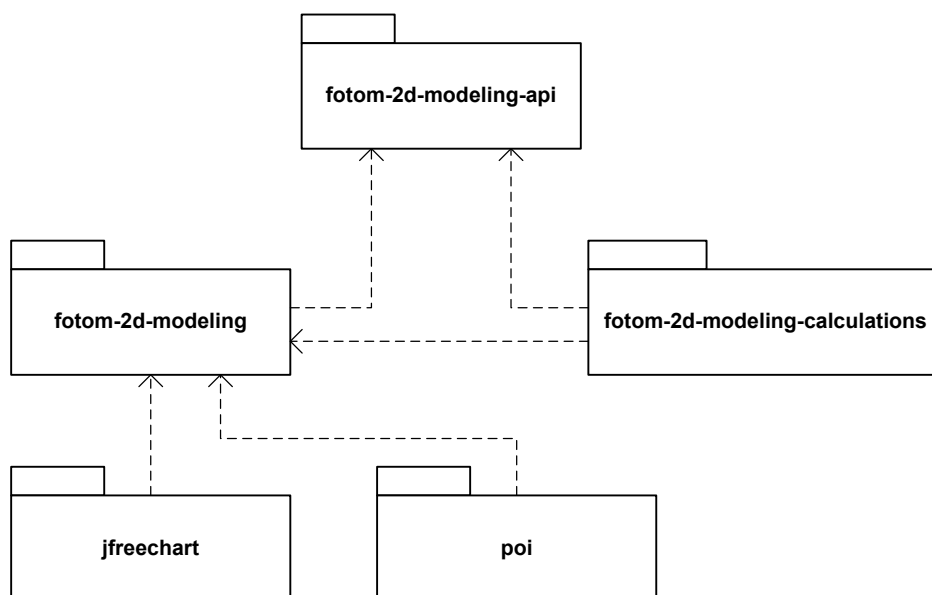 fotom-2d-modeling-api
fotom-2d-modeling
fotom-2d-modeling-calculations
jfreechart
poi